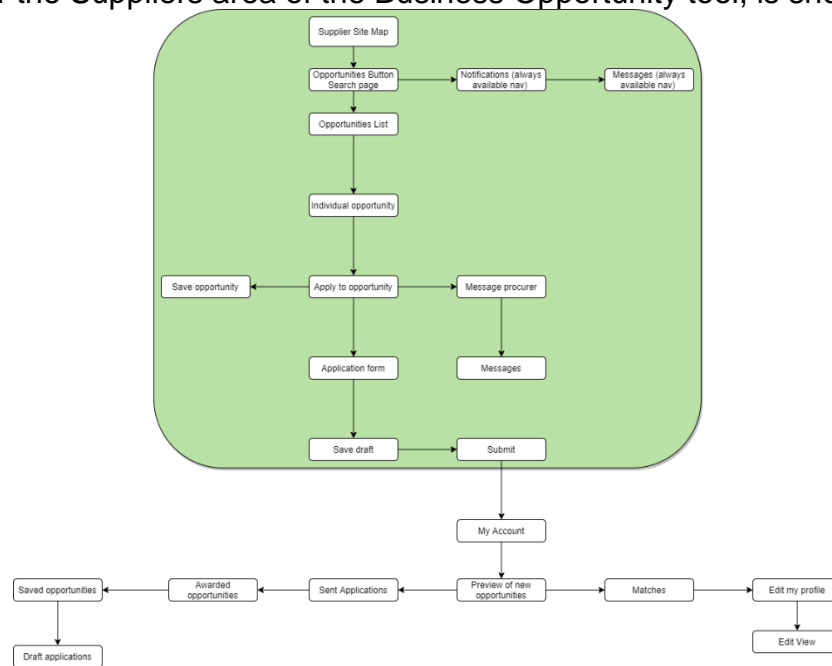 the Suppliers area of the Business Opportunity tool, is
Supplier Site Map
Opportunities Button
Search page
Notifications (always
available nav)
Messages (always
available nav)
Opportunities List
Individual opportunity
Save opportunity
Apply to opportunity
Message procurer
Application form
Messages
Save draft
Submit
My Account
Saved opportunities
Awarded
opportunities
Sent Applications
Preview of new
opportunities
Matches
Edit my profile
Draft applications
Edit View